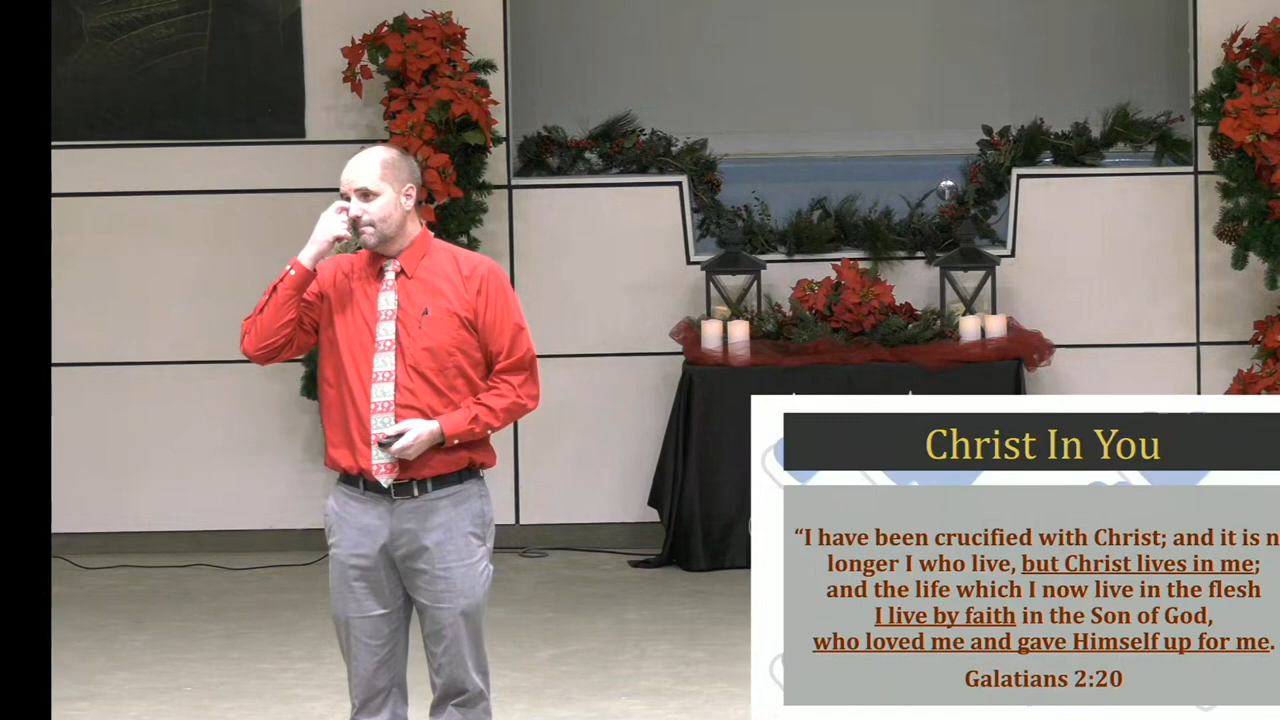 Christ In You
“I have been crucified with Christ; and it is n
longer I who live, but Christ lives in me;
and the life which I now live in the flesh
I live by faith in the Son of God,
who loved me and gave Himself up for me.
Galatians 2:20